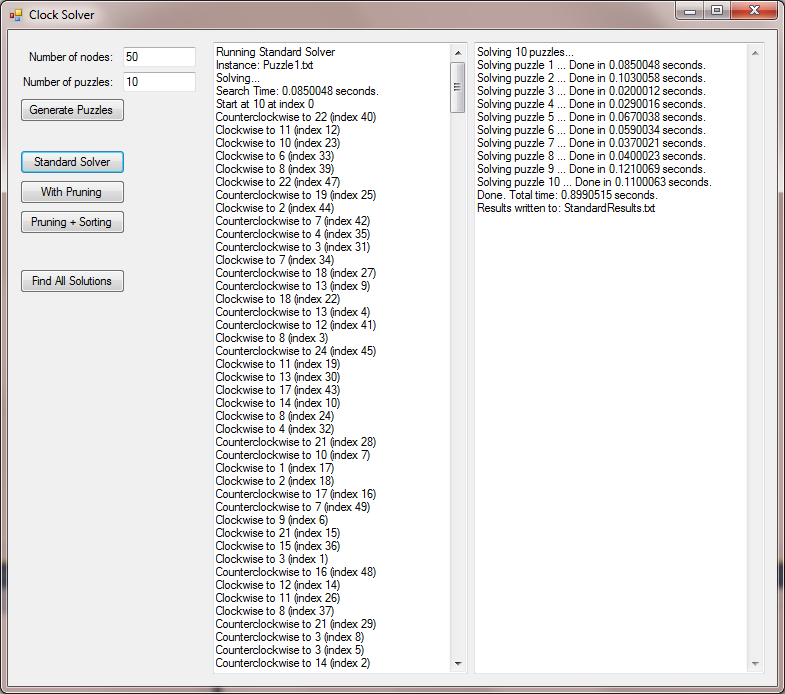 Clock Solver
Number of nodes: 50
Number of puzzles: 10
Generate Puzzles
Standard Solver
With Pruning
Pruning + Sorting
Find All Solutions
Running Standard Solver
Instance: Puzzle1.txt
Solving...
Search Time: 0.0850048 seconds.
Start at 10 at index 0
Counterclockwise to 22 (index 40)
Clockwise to 11 (index 12)
Clockwise to 10 (index 23)
Clockwise to 6 (index 33)
Clockwise to 8 (index 39)
Clockwise to 22 (index 47)
Counterclockwise to 19 (index 25)
Clockwise to 2 (index 44)
Counterclockwise to 7 (index 42)
Counterclockwise to 4 (index 35)
Counterclockwise to 3 (index 31)
Clockwise to 7 (index 34)
Counterclockwise to 18 (index 27)
Counterclockwise to 13 (index 9)
Clockwise to 18 (index 22)
Counterclockwise to 13 (index 4)
Counterclockwise to 12 (index 41)
Clockwise to 8 (index 3)
Counterclockwise to 24 (index 45)
Clockwise to 11 (index 19)
Clockwise to 13 (index 30)
Clockwise to 17 (index 43)
Clockwise to 14 (index 10)
Clockwise to 8 (index 24)
Clockwise to 4 (index 32)
Counterclockwise to 21 (index 28)
Counterclockwise to 10 (index 7)
Clockwise to 1 (index 17)
Clockwise to 2 (index 18)
Counterclockwise to 17 (index 16)
Counterclockwise to 7 (index 49)
Clockwise to 9 (index 6)
Clockwise to 21 (index 15)
Clockwise to 15 (index 36)
Clockwise to 3 (index 1)
Counterclockwise to 16 (index 48)
Clockwise to 12 (index 14)
Clockwise to 11 (index 26)
Clockwise to 8 (index 37)
Counterclockwise to 21 (index 29)
Counterclockwise to 3 (index 8)
Counterclockwise to 3 (index 5)
Counterclockwise to 14 (index 2)
Solving 10 puzzles...
Solving puzzle 1 ... Done in 0.0850048 seconds.
Solving puzzle 2 ... Done in 0.1030058 seconds.
Solving puzzle 3 ... Done in 0.0200012 seconds.
Solving puzzle 4 ... Done in 0.0290016 seconds.
Solving puzzle 5 ... Done in 0.0670038 seconds.
Solving puzzle 6 ... Done in 0.0590034 seconds.
Solving puzzle 7 ... Done in 0.0370021 seconds.
Solving puzzle 8 ... Done in 0.0400023 seconds.
Solving puzzle 9 ... Done in 0.1210069 seconds.
Solving puzzle 10 ... Done in 0.1100063 seconds.
Done. Total time: 0.8990515 seconds.
Results written to: StandardResults.txt